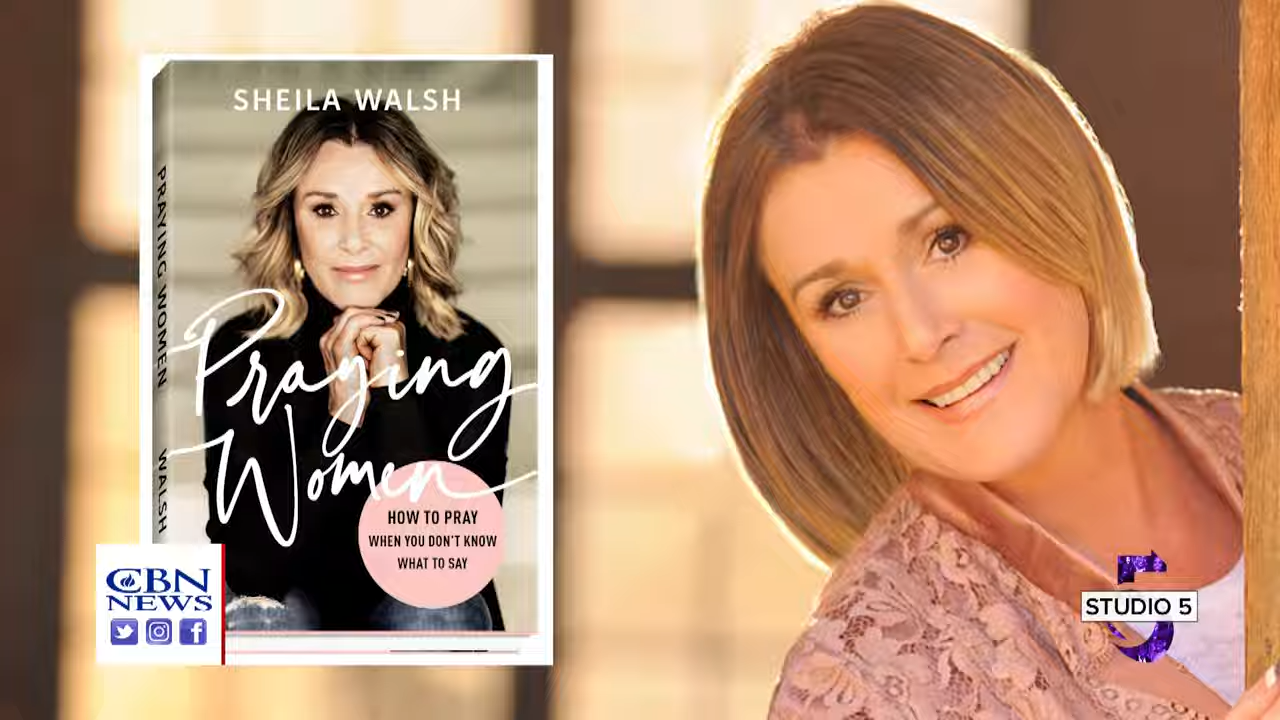 SHEILA WALSH
PRAYING WOMEN
WALSH
Praying
Women
HOW TO PRAY
WHEN YOU DON'T KNOW
WHAT TO SAY
CBN
NEWS
5
STUDIO 5